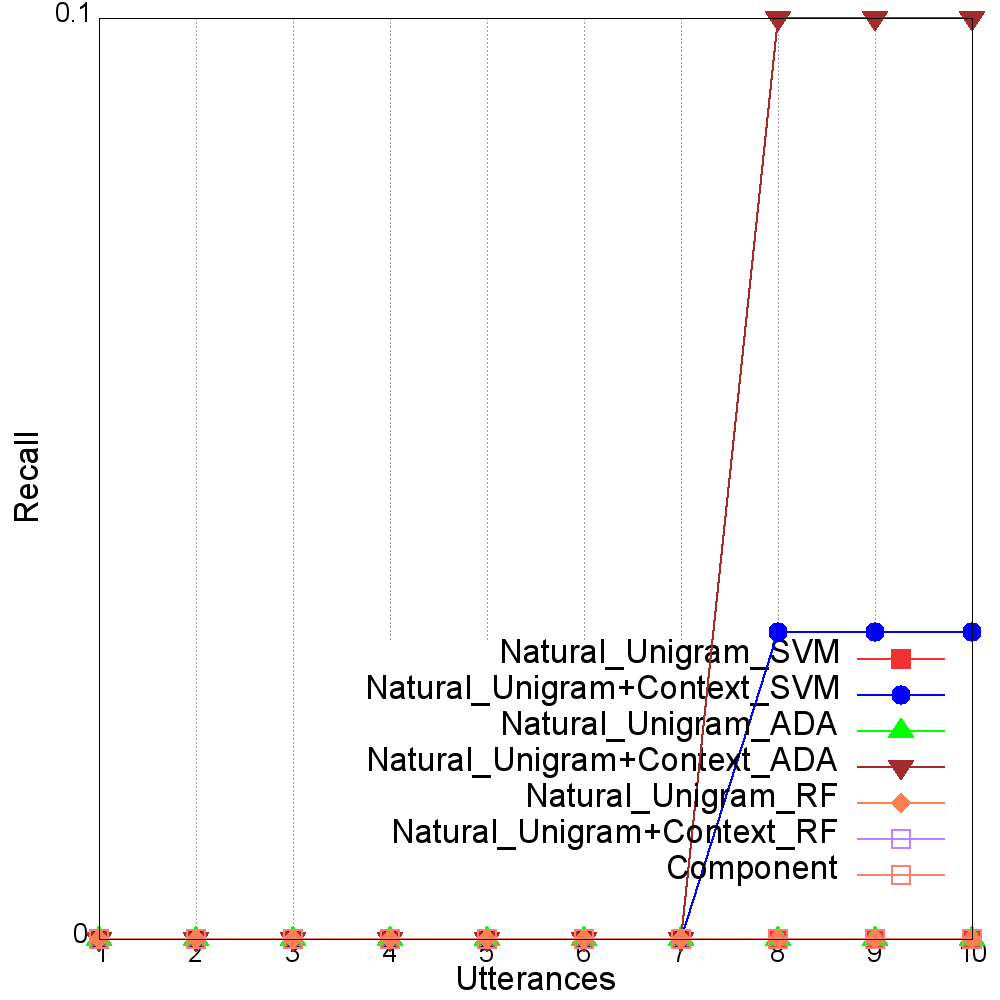 0.1
Recall
Natural_Unigram_SVM
Natural_Unigram+Context_SVM
Natural_Unigram_ADA
Natural_Unigram+Context_ADA
Natural_Unigram_RF
Natural_Unigram+Context_RF
Component
0
1 2 3 4 5 6 7 8 9 10
Utterances